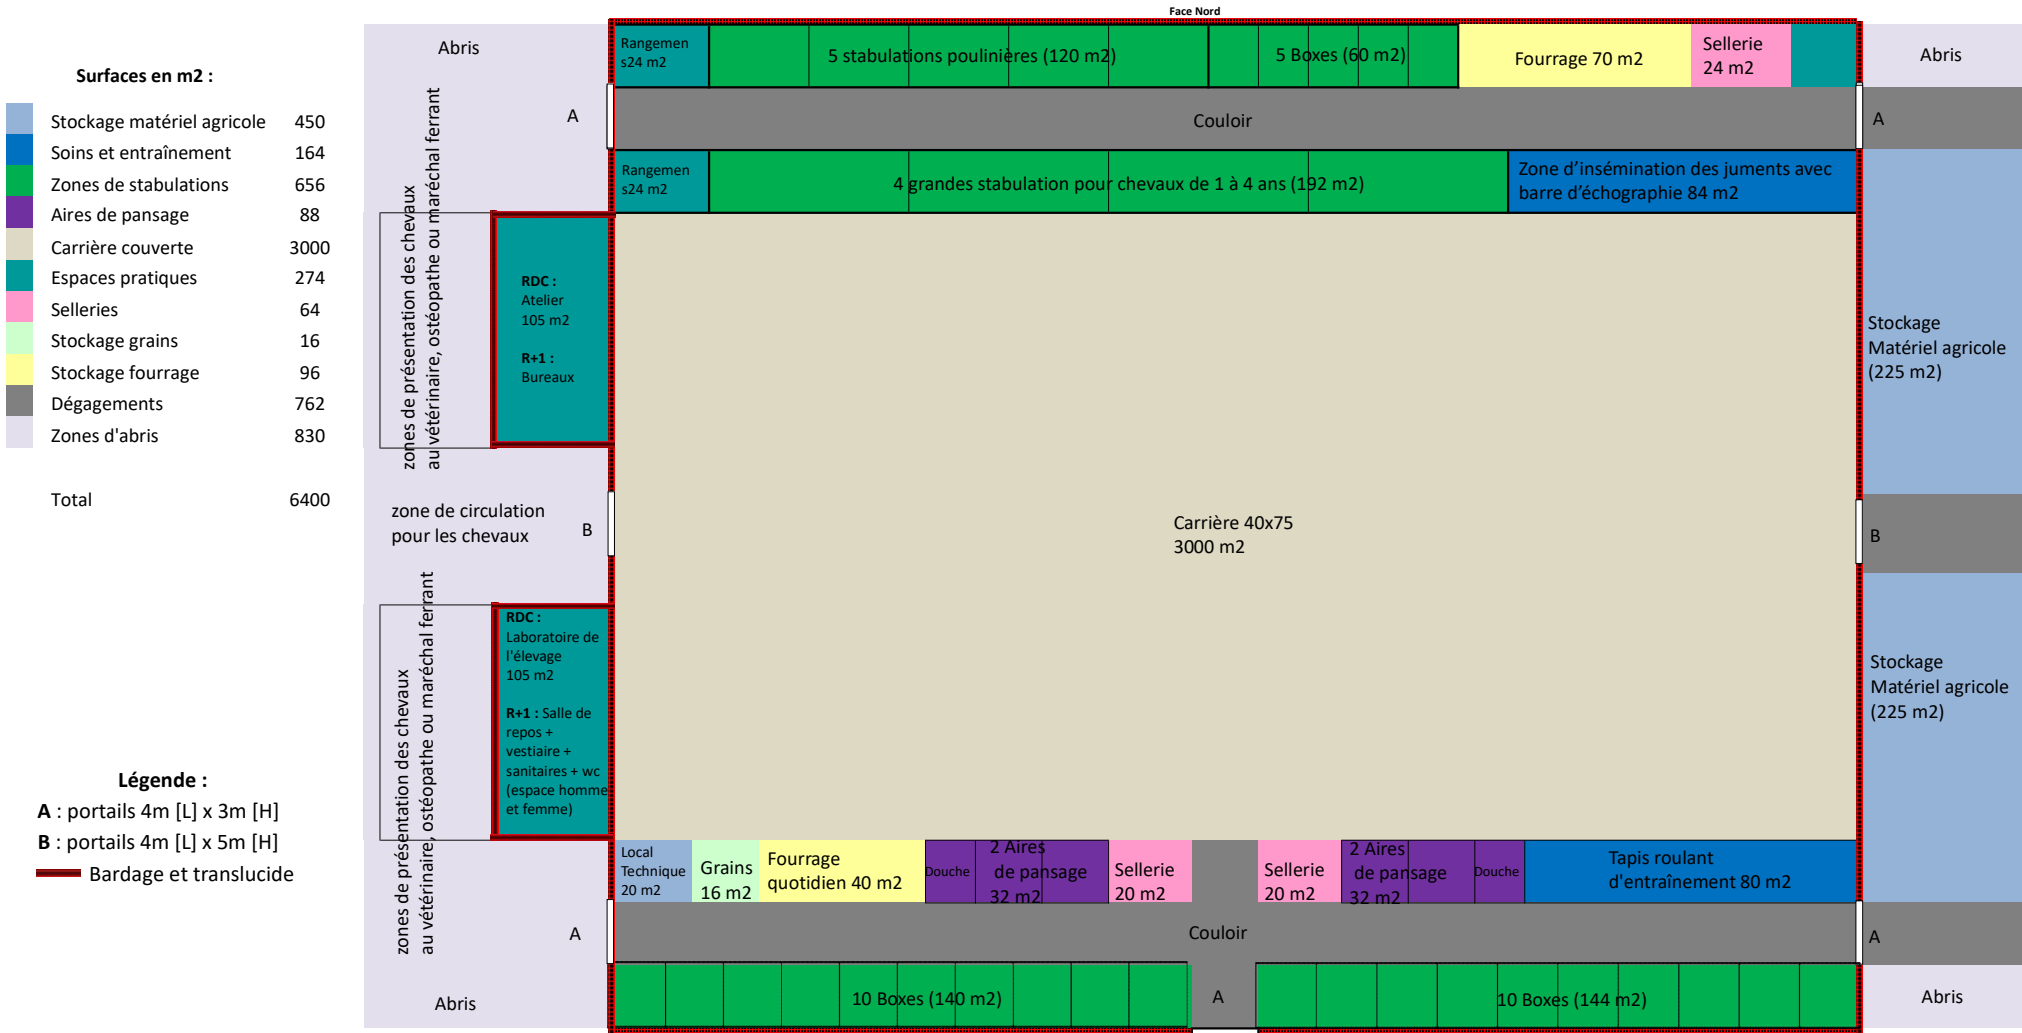 Face Nord
Surfaces en m2 :
Stockage matériel agricole 450
Soins et entraînement 164
Zones de stabulations 656
Aires de pansage 88
Carrière couverte 3000
Espaces pratiques 274
Selleries 64
Stockage grains 16
Stockage fourrage 96
Dégagements 762
Zones d'abris 830
Total 6400
Légende :
A : portails 4m [L] x 3m [H]
B : portails 4m [L] x 5m [H]
Bardage et translucide
Abris
Rangemen
s24 m2
5 stabulations poulinières (120 m2)
5 Boxes (60 m2)
Fourrage 70 m2
Sellerie
24 m2
Abris
A
Couloir
A
Rangemen
s24 m2
4 grandes stabulation pour chevaux de 1 à 4 ans (192 m2)
Zone d'insémination des juments avec
barre d'échographie 84 m2
zones de présentation des chevaux
au vétérinaire, ostéopathe ou maréchal ferrant
RDC :
Atelier
105 m2
R+1 :
Bureaux
Stockage
Matériel agricole
(225 m2)
zone de circulation
pour les chevaux
B
Carrière 40x75
3000 m2
B
zones de présentation des chevaux
au vétérinaire, ostéopathe ou maréchal ferrant
RDC :
Laboratoire de
l'élevage
105 m2
R+1 : Salle de
repos +
vestiaire +
sanitaires + wc
(espace homme
et femme)
Stockage
Matériel agricole
(225 m2)
Local
Technique
20 m2
Grains
16 m2
Fourrage
quotidien 40 m2
Douche
2 Aires
de pansage
32 m2
Sellerie
20 m2
Sellerie
20 m2
2 Aires
de pansage
32 m2
Douche
Tapis roulant
d'entraînement 80 m2
A
Couloir
A
Abris
10 Boxes (140 m2)
A
10 Boxes (144 m2)
Abris